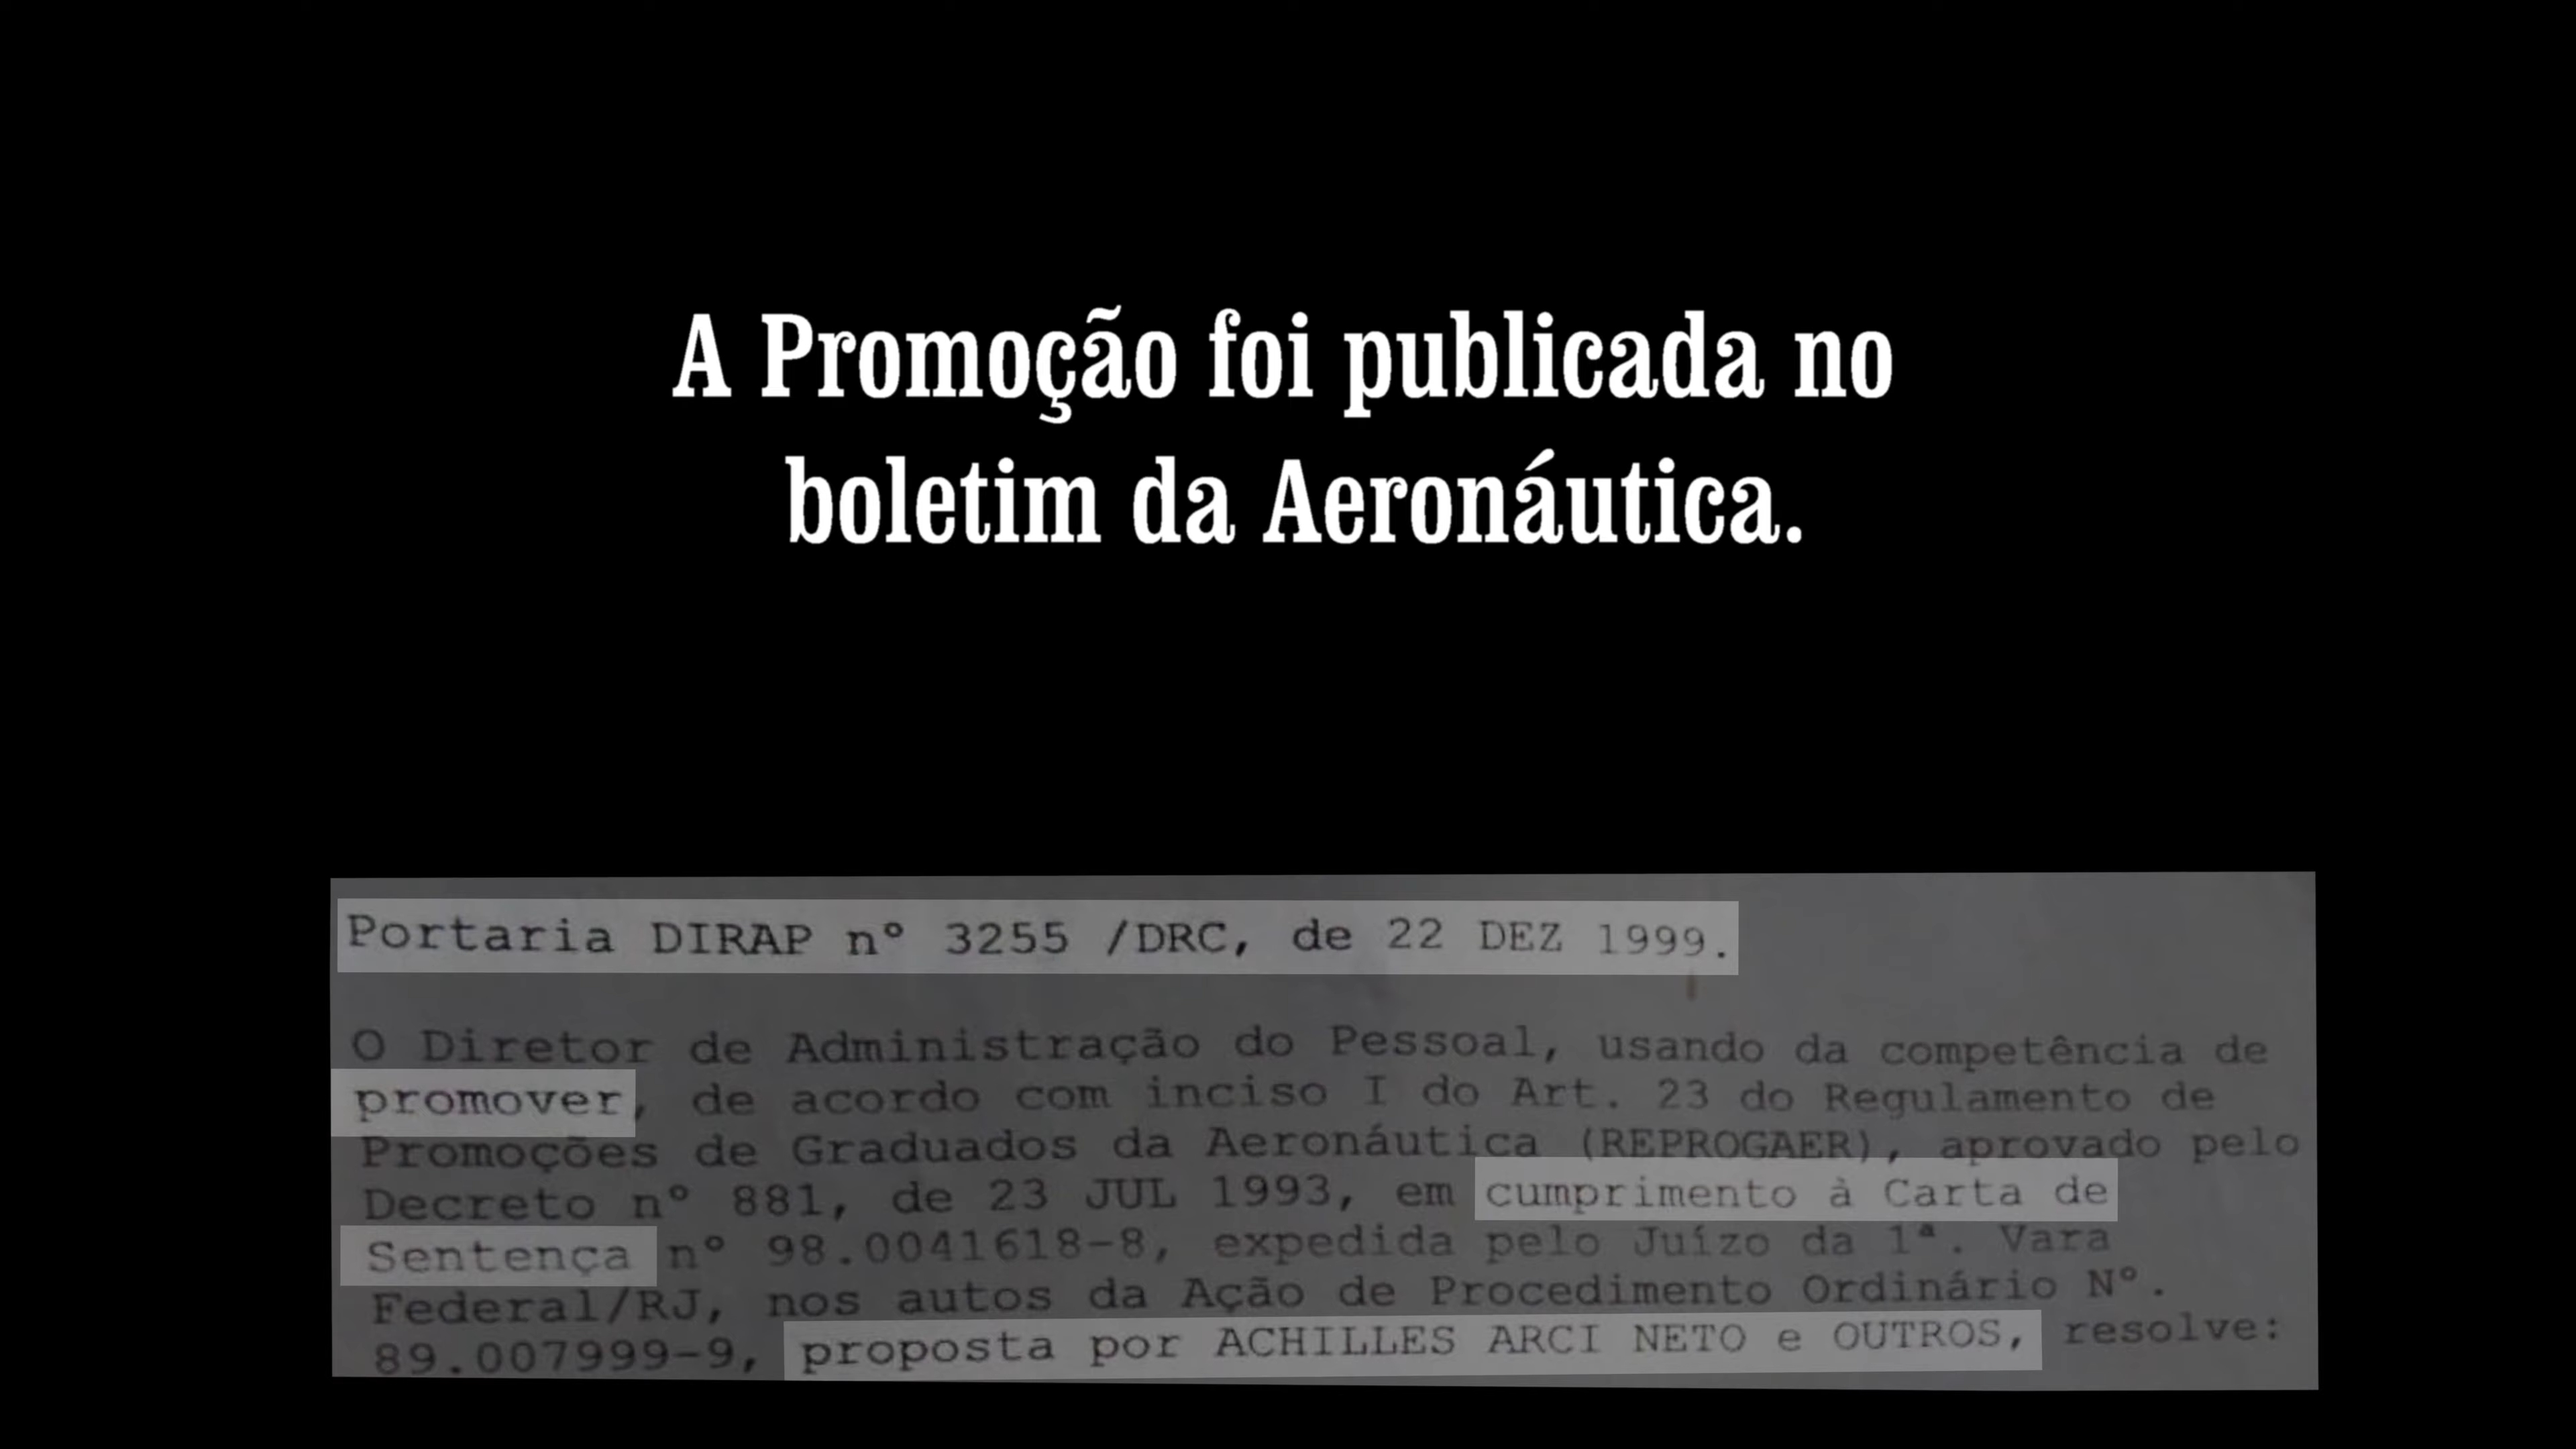 A Promoção foi publicada no
boletim da Aeronáutica.
Portaria DIRAP nº 3255 /DRC, de 22 DEZ 1999.
O Diretor de Administração do Pessoal, usando da competência de
promover, de acordo com inciso I do Art. 23 do Regulamento de
Promoções de Graduados da Aeronáutica (REPROGAER), aprovado pelo
Decreto nº 881, de 23 JUL 1993, em cumprimento à Carta de
Sentença nº 98.0041618-8, expedida pelo Juízo da 1ª. Vara
Federal/RJ, nos autos da Ação de Procedimento Ordinário Nº.
89.007999-9, proposta por ACHILLES ARCI NETO e OUTROS, resolve: